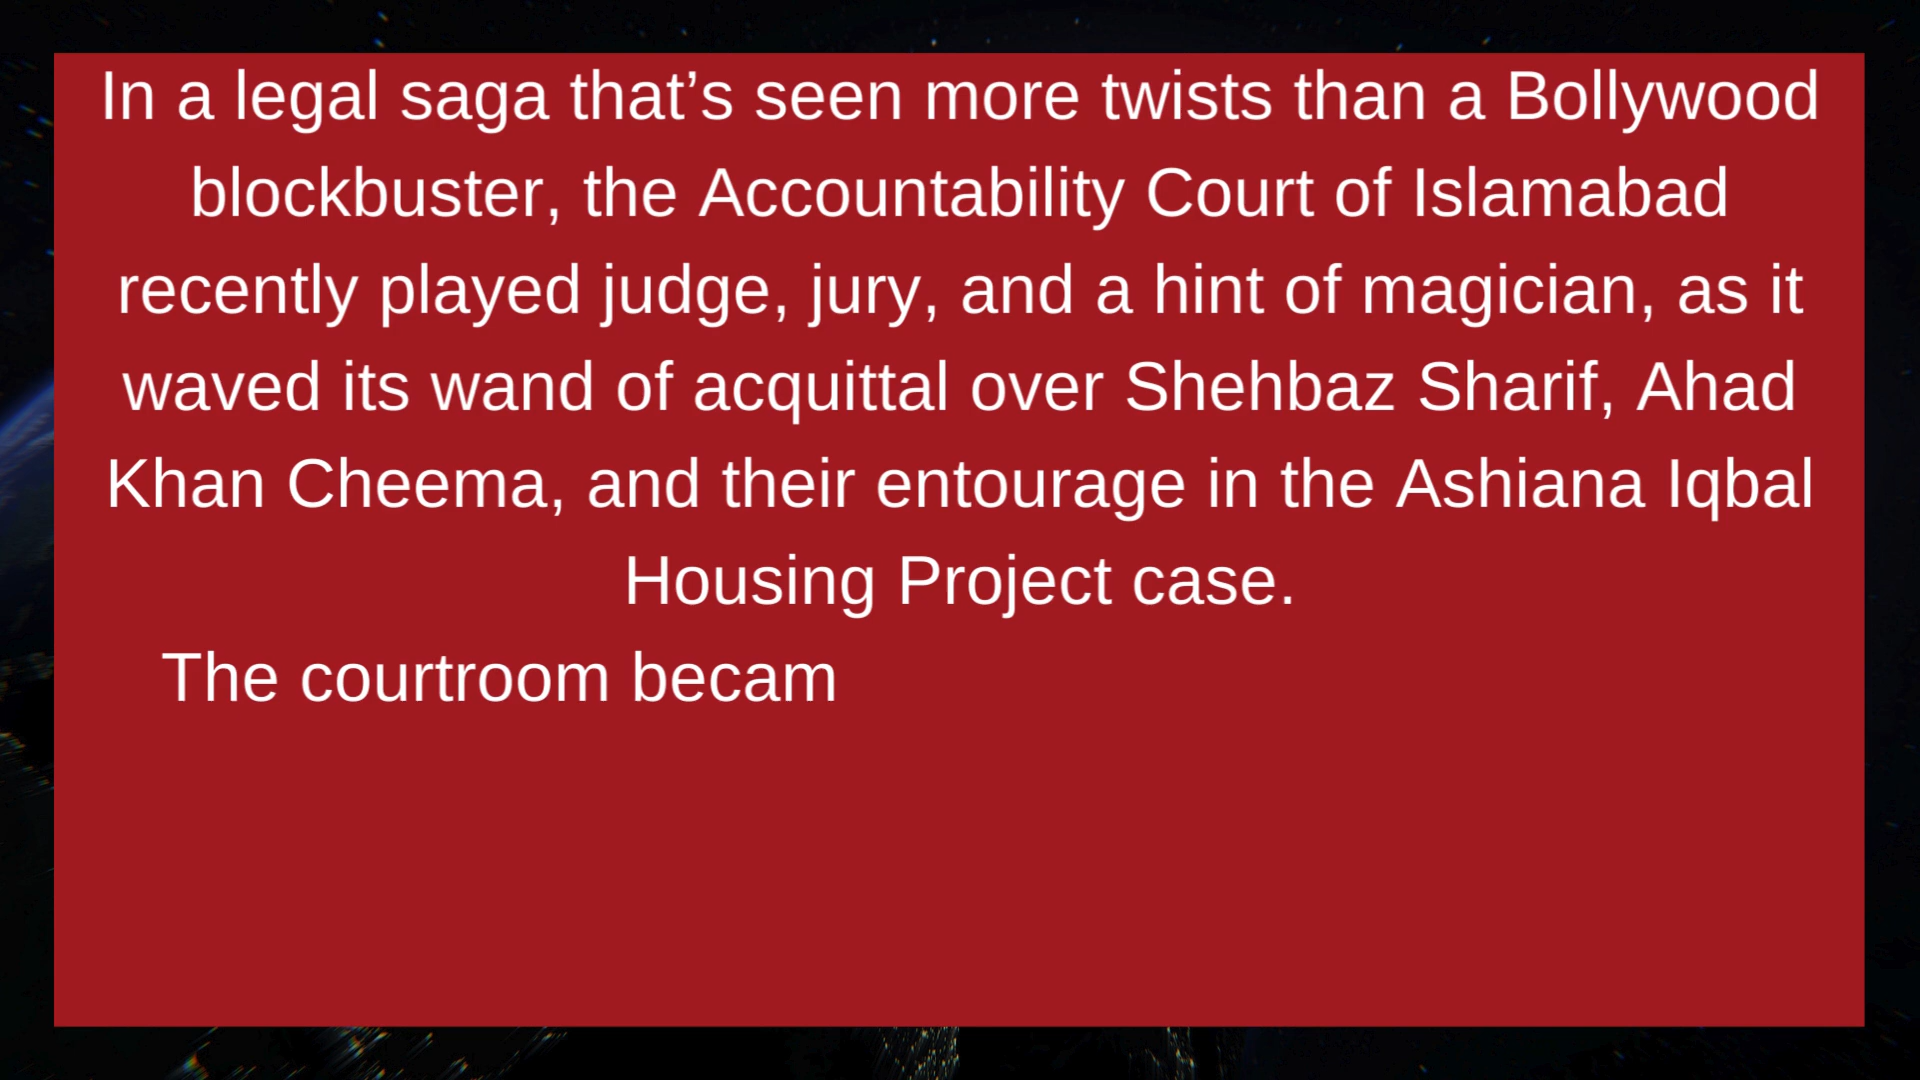 In a legal saga that’s seen more twists than a Bollywood
blockbuster, the Accountability Court of Islamabad
recently played judge, jury, and a hint of magician, as it
waved its wand of acquittal over Shehbaz Sharif, Ahad
Khan Cheema, and their entourage in the Ashiana Iqbal
Housing Project case.
The courtroom becam